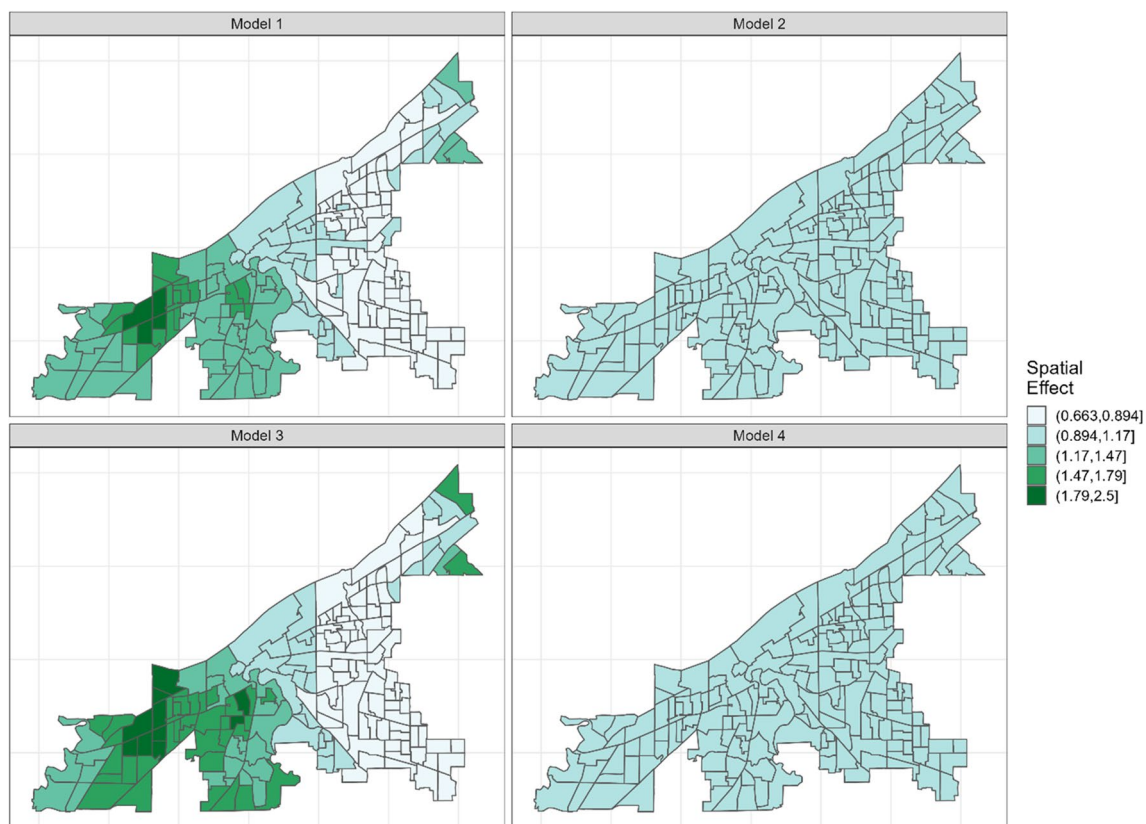 Model 1
Model 2
Model 3
Model 4
Spatial
Effect
(0.663,0.894]
(0.894,1.17]
(1.17,1.47]
(1.47,1.79]
(1.79,2.5]